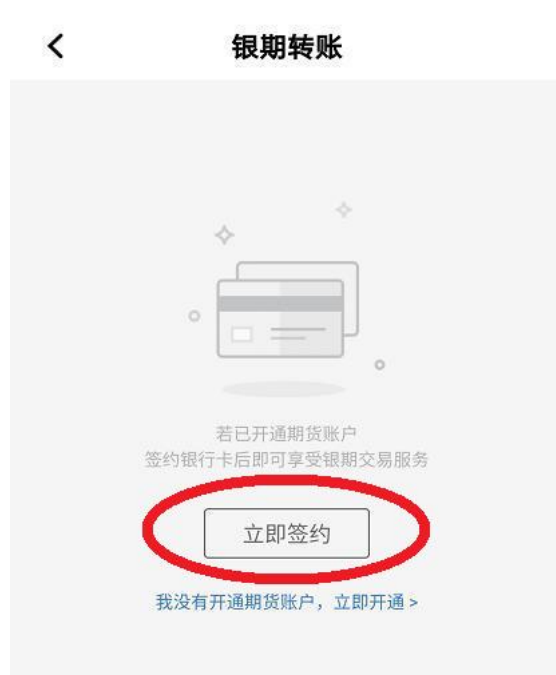 银期转账
若已开通期货账户
签约银行卡后即可享受银期交易服务
立即签约
我没有开通期货账户，立即开通 >